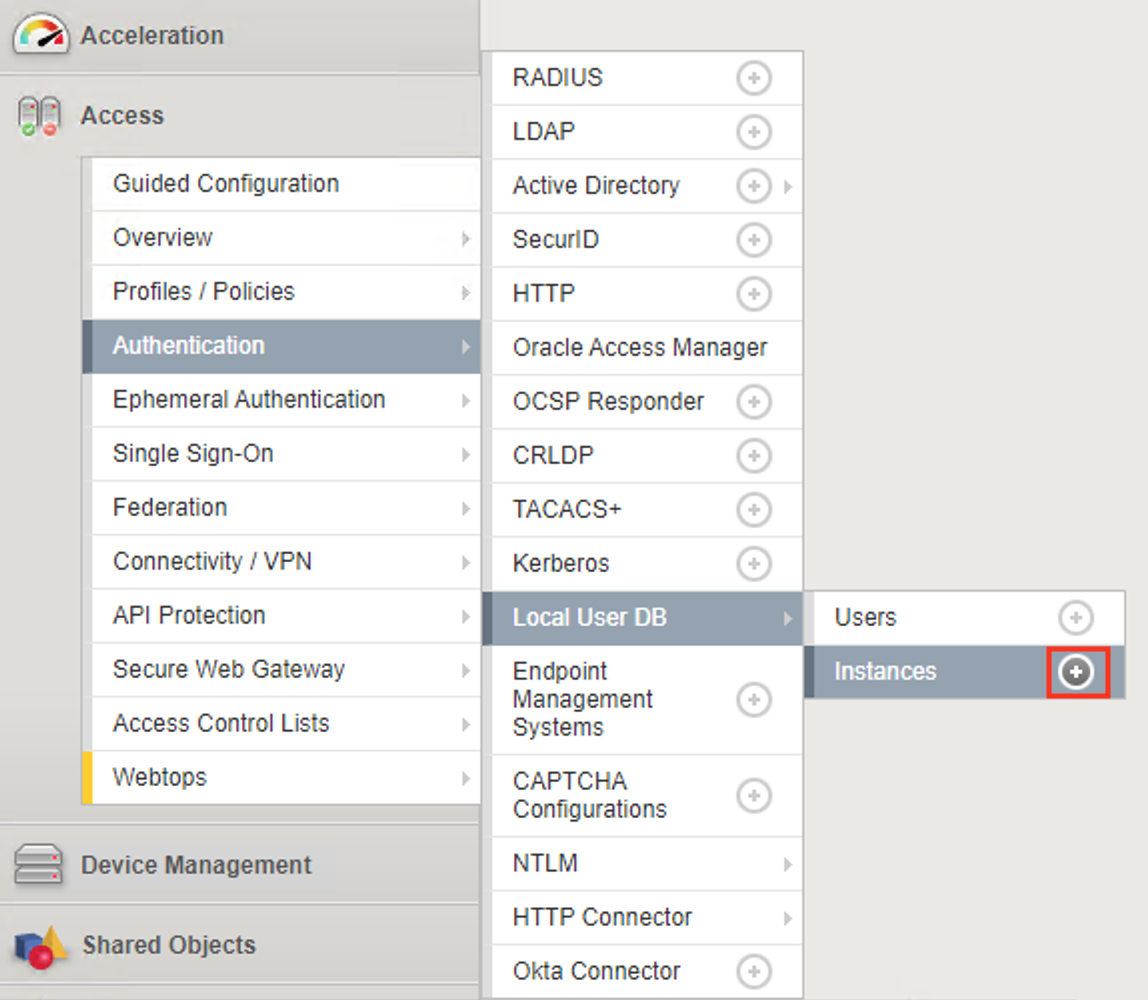 Acceleration
Access
Guided Configuration
Overview
Profiles / Policies
Authentication
Ephemeral Authentication
Single Sign-On
Federation
Connectivity / VPN
API Protection
Secure Web Gateway
Access Control Lists
Webtops
Device Management
Shared Objects
RADIUS
LDAP
Active Directory
SecurID
HTTP
Oracle Access Manager
OCSP Responder
CRLDP
TACACS+
Kerberos
Local User DB
Endpoint
Management
Systems
CAPTCHA
Configurations
NTLM
HTTP Connector
Okta Connector
Users
Instances